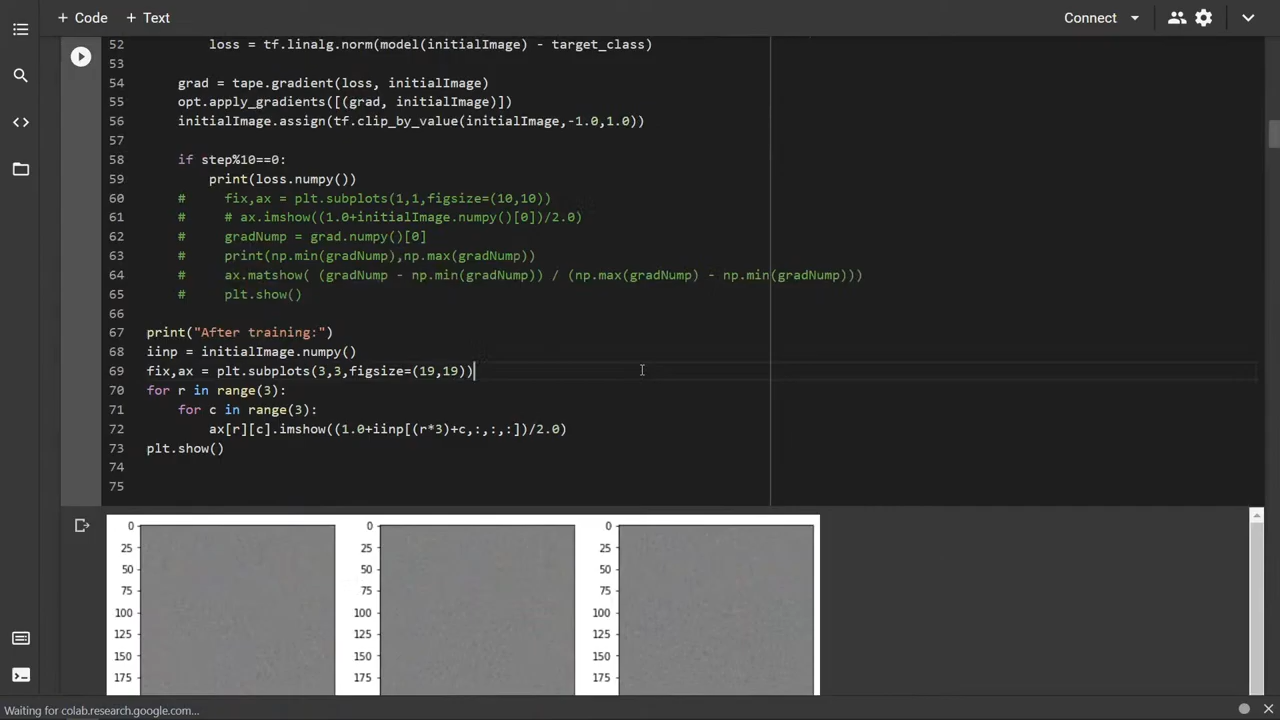 + Code + Text
Connect
52 loss = tf.linalg.norm(model(initialImage) - target_class)
53
54 grad = tape.gradient(loss, initialImage)
55 opt.apply_gradients([(grad, initialImage)])
56 initialImage.assign(tf.clip_by_value(initialImage,-1.0,1.0))
57
58 if step%10==0:
59 print(loss.numpy())
60 # fix,ax = plt.subplots(1,1,figsize=(10,10))
61 # # ax.imshow((1.0+initialImage.numpy()[0])/2.0)
62 # gradNump = grad.numpy()[0]
63 # print(np.min(gradNump),np.max(gradNump))
64 # ax.matshow( (gradNump - np.min(gradNump)) / (np.max(gradNump) - np.min(gradNump)))
65 # plt.show()
66
67 print("After training:")
68 iinp = initialImage.numpy()
69 fix,ax = plt.subplots(3,3,figsize=(19,19))
70 for r in range(3):
71 for c in range(3):
72 ax[r][c].imshow((1.0+iinp[(r*3)+c,:,:,:])/2.0)
73 plt.show()
74
75
0 0 0
25 25 25
50 50 50
75 75 75
100 100 100
125 125 125
150 150 150
175 175 175
Waiting for colab.research.google.com...